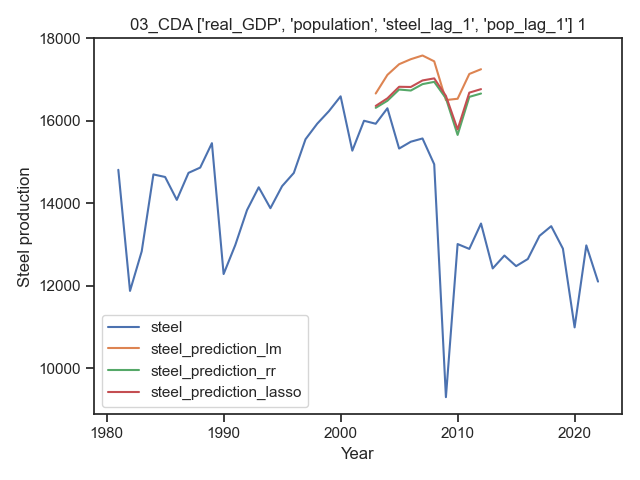 03_CDA ['real_GDP', 'population', 'steel_lag_1', 'pop_lag_1'] 1
18000
16000
14000
12000
10000
Steel production
steel
steel_prediction_lm
steel_prediction_rr
steel_prediction_lasso
1980
1990
2000
2010
2020
Year